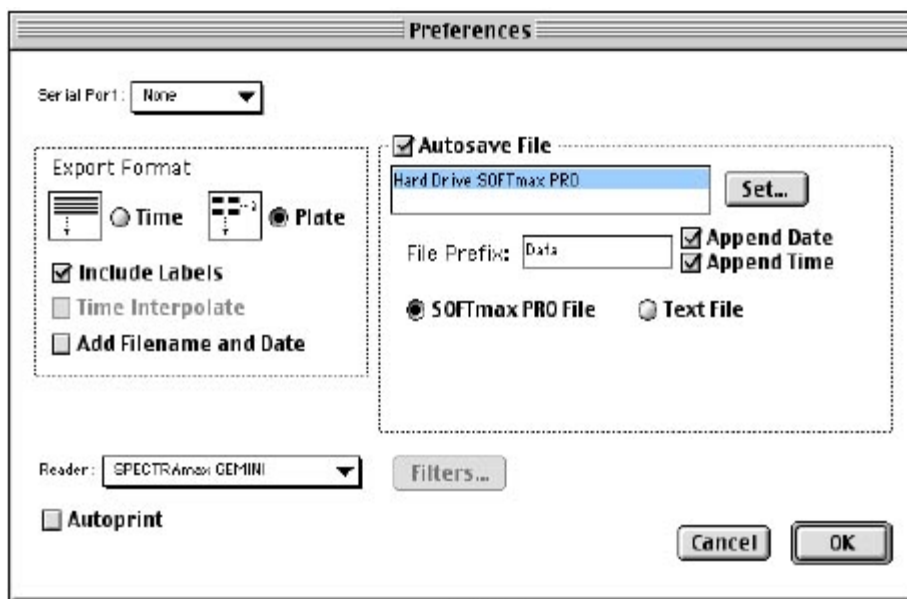 Preferences
Serial Port: None
Export Format
Time
Plate
Include Labels
Time Interpolate
Add Filename and Date
Autosave File
Hard Drive SOFTmax PRO
Set...
File Prefix: Data
Append Date
Append Time
SOFTmax PRO File
Text File
Reader: SPECTRAmax GEMINI
Filters...
Autoprint
Cancel
OK